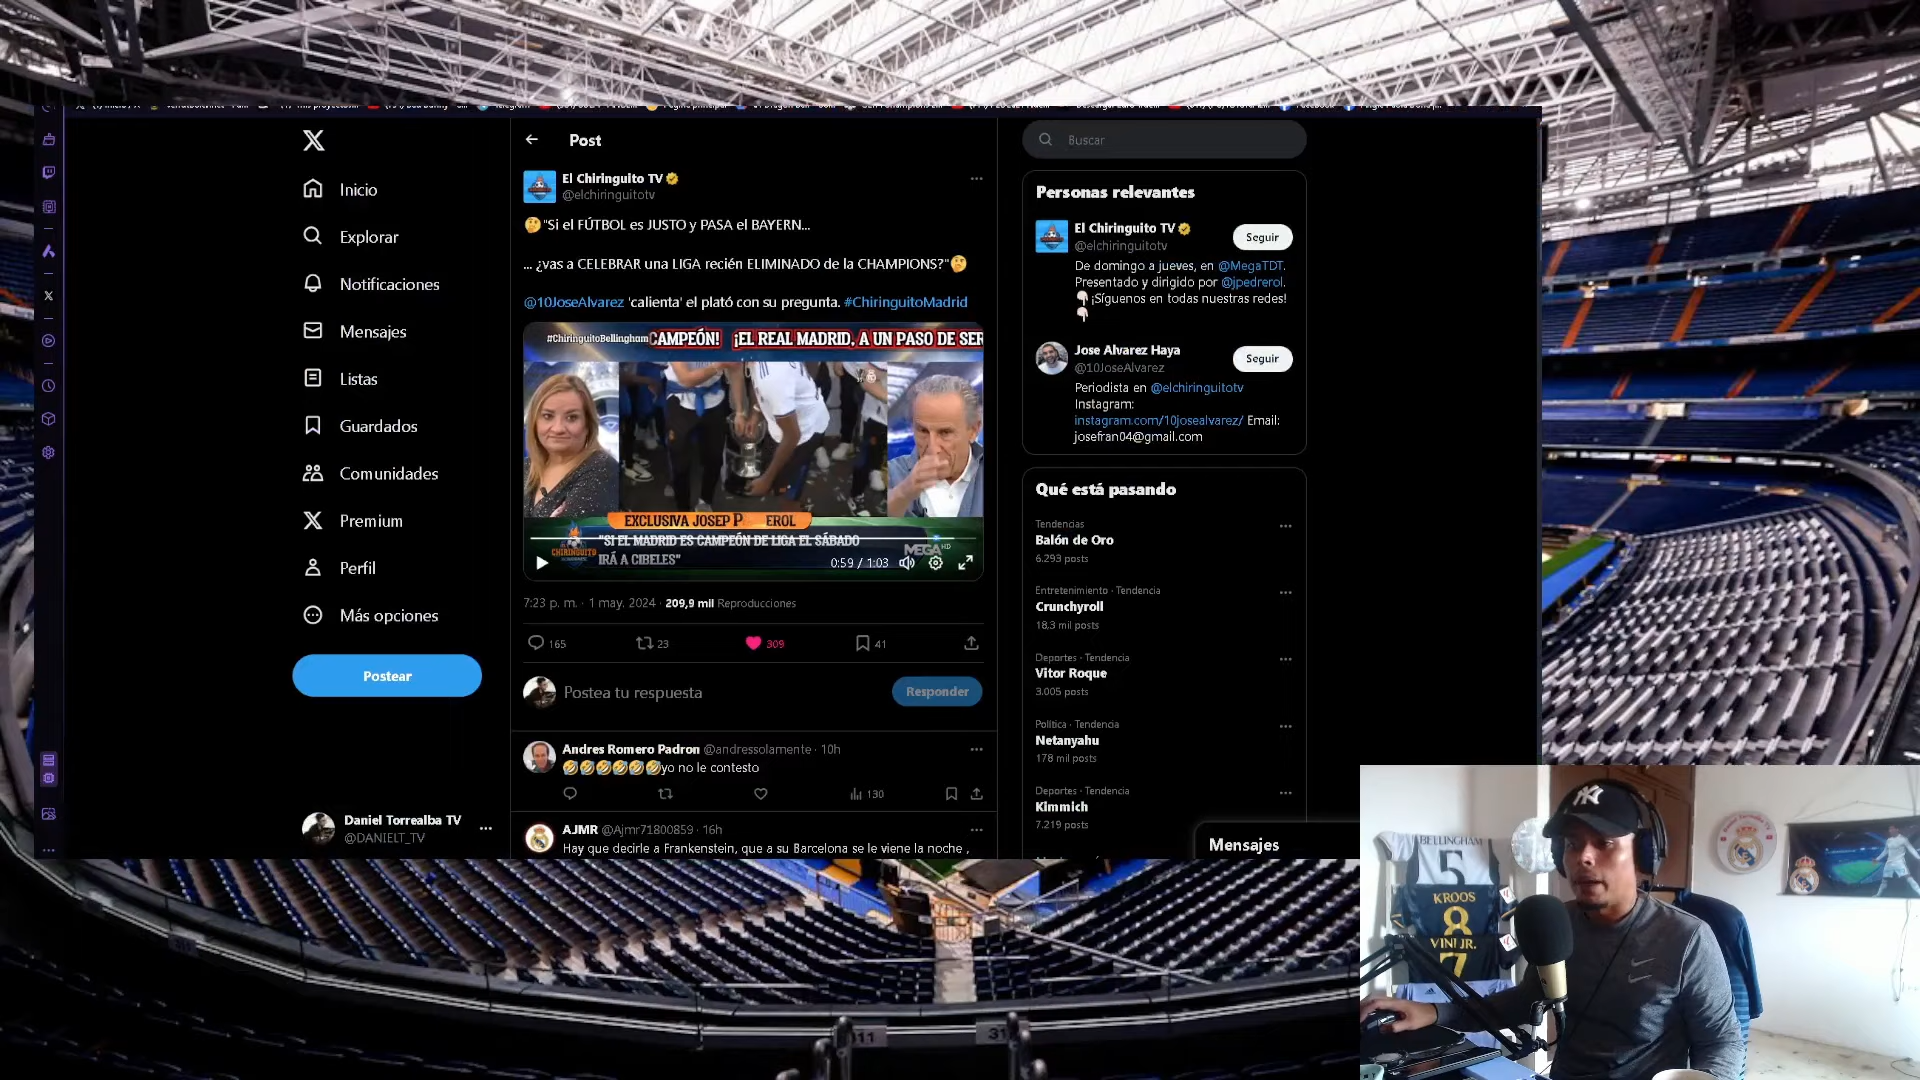 Post
Buscar
Inicio
Explorar
Notificaciones
Mensajes
Listas
Guardados
Comunidades
Premium
Perfil
Más opciones
Postear
Daniel Torrealba TV
@DANIELT_TV
El Chiringuito TV
@elchiringuitotv
"Si el FÚTBOL es JUSTO y PASA el BAYERN...
... ¿vas a CELEBRAR una LIGA recién ELIMINADO de la CHAMPIONS?"
@10JoseAlvarez 'calienta' el plató con su pregunta. #ChiringuitoMadrid
#ChiringuitoBellingham CAMPEÓN! ¡EL REAL MADRID, A UN PASO DE SER
EXCLUSIVA JOSEP P EROL
CHIRINGUITO
"SI EL MADRID ES CAMPEÓN DE LIGA EL SÁBADO
IRÁ A CIBELES"
MEGA HD
0:59 / 1:03
7:23 p. m. · 1 may. 2024 · 209,9 mil Reproducciones
165
23
309
41
Postea tu respuesta
Responder
Andres Romero Padron @andressolamente · 10h
yo no le contesto
130
AJMR @Ajmr71800859 · 16h
Hay que decirle a Frankenstein, que a su Barcelona se le viene la noche ,
Personas relevantes
El Chiringuito TV
@elchiringuitotv
Seguir
De domingo a jueves, en @MegaTDT.
Presentado y dirigido por @jpedrerol.
¡Síguenos en todas nuestras redes!
Jose Alvarez Haya
@10JoseAlvarez
Seguir
Periodista en @elchiringuitotv
Instagram:
instagram.com/10josealvarez/ Email:
josefran04@gmail.com
Qué está pasando
Tendencias
Balón de Oro
6.293 posts
Entretenimiento · Tendencia
Crunchyroll
18,3 mil posts
Deportes · Tendencia
Vitor Roque
3.005 posts
Política · Tendencia
Netanyahu
178 mil posts
Deportes · Tendencia
Kimmich
7.219 posts
Mensajes
BELLINGHAM
5
KROOS
8
VINI JR.
7
311
31